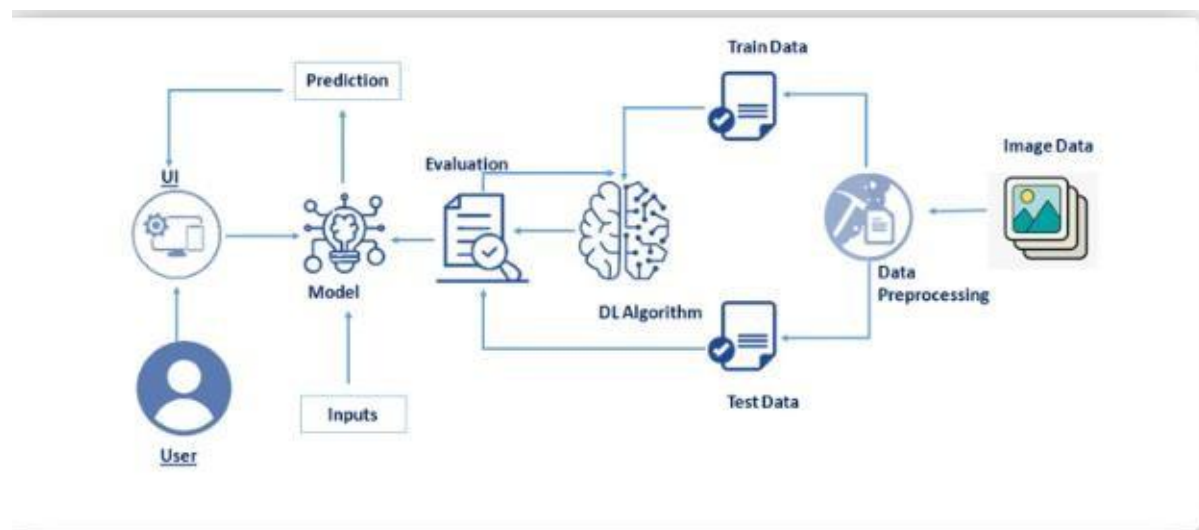 Train Data
Prediction
Image Data
Evaluation
UI
Data
Preprocessing
Model
DL Algorithm
Test Data
Inputs
User